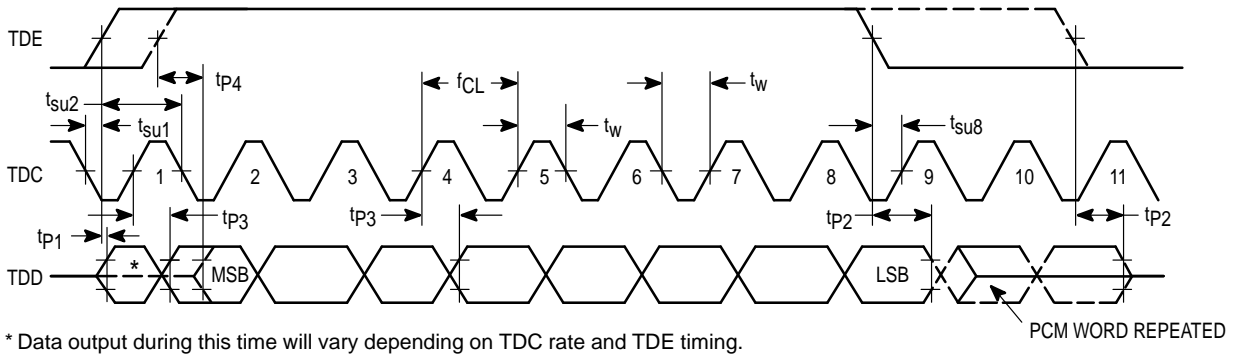 TDE
tP4
tsu2
tsu1
fCL
tw
tw
tsu8
TDC
1 2 3 4 5 6 7 8 9 10 11
tP1
tP3
tP3
tP2
tP2
TDD
* MSB LSB
PCM WORD REPEATED
* Data output during this time will vary depending on TDC rate and TDE timing.